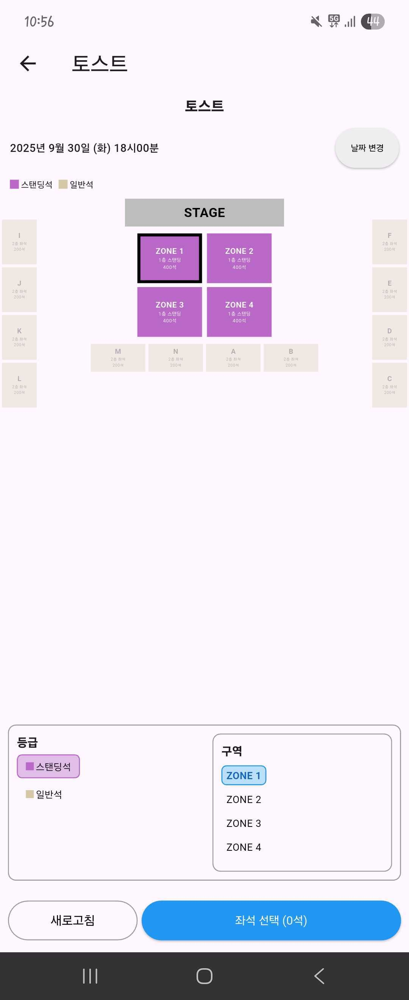 10:56
5G
44
토스트
토스트
2025년 9월 30일 (화) 18시00분
날짜 변경
스탠딩석
일반석
STAGE
I
2층 좌석
200석
F
2층 좌석
200석
ZONE 1
1층 스탠딩
400석
ZONE 2
1층 스탠딩
400석
J
2층 좌석
200석
E
2층 좌석
200석
ZONE 3
1층 스탠딩
400석
ZONE 4
1층 스탠딩
400석
K
2층 좌석
200석
D
2층 좌석
200석
M
2층 좌석
200석
N
2층 좌석
200석
A
2층 좌석
200석
B
2층 좌석
200석
L
2층 좌석
200석
C
2층 좌석
200석
등급
스탠딩석
일반석
구역
ZONE 1
ZONE 2
ZONE 3
ZONE 4
새로고침
좌석 선택 (0석)